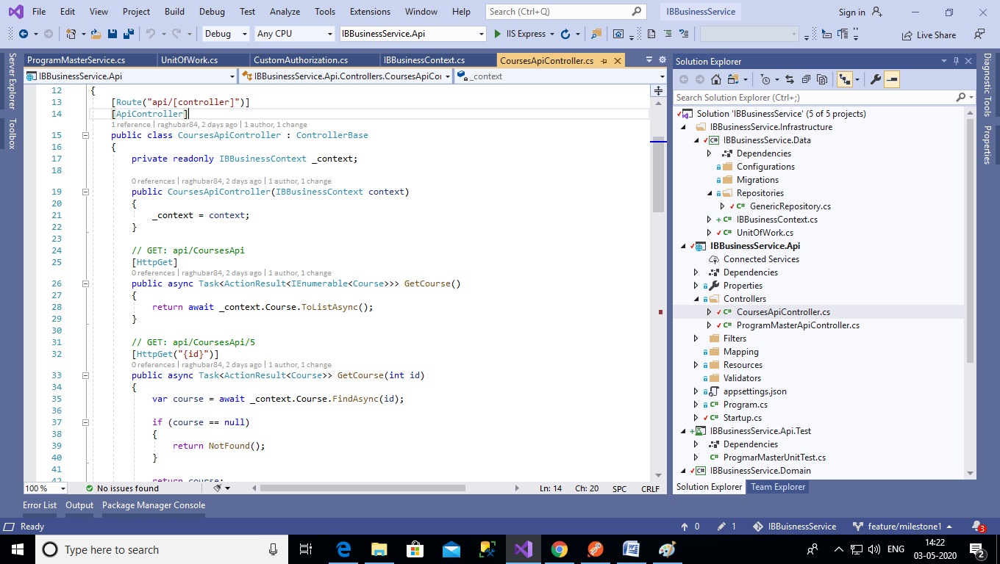 File Edit View Project Build Debug Test Analyze Tools Extensions Window Help Search (Ctrl+Q) IBBusinessService Sign in
Debug Any CPU IBBusinessService.Api IIS Express Live Share
ProgramMasterService.cs UnitOfWork.cs CustomAuthorization.cs IBBusinessContext.cs CoursesApiController.cs
IBBusinessService.Api IBBusinessService.Api.Controllers.CoursesApiCor _context
Server Explorer
Toolbox
12 {
13 [Route("api/[controller]")]
14 [ApiController]
1 reference | raghubar84, 2 days ago | 1 author, 1 change
15 public class CoursesApiController : ControllerBase
16 {
17 private readonly IBBusinessContext _context;
18
0 references | raghubar84, 2 days ago | 1 author, 1 change
19 public CoursesApiController(IBBusinessContext context)
20 {
21 _context = context;
22 }
23
24 // GET: api/CoursesApi
25 [HttpGet]
0 references | raghubar84, 2 days ago | 1 author, 1 change
26 public async Task<ActionResult<IEnumerable<Course>>> GetCourse()
27 {
28 return await _context.Course.ToListAsync();
29 }
30
31 // GET: api/CoursesApi/5
32 [HttpGet("{id}")]
0 references | raghubar84, 2 days ago | 1 author, 1 change
33 public async Task<ActionResult<Course>> GetCourse(int id)
34 {
35 var course = await _context.Course.FindAsync(id);
36
37 if (course == null)
38 {
39 return NotFound();
40 }
41
42 return course;
100 % No issues found Ln: 14 Ch: 20 SPC CRLF
Solution Explorer
Search Solution Explorer (Ctrl+;)
Solution 'IBBusinessService' (5 of 5 projects)
IBBusinessService.Infrastructure
IBBusinessService.Data
Dependencies
Configurations
Migrations
Repositories
C# GenericRepository.cs
C# IBBusinessContext.cs
C# UnitOfWork.cs
IBBusinessService.Api
Connected Services
Dependencies
Properties
Controllers
C# CoursesApiController.cs
C# ProgramMasterApiController.cs
Filters
Mapping
Resources
Validators
appsettings.json
C# Program.cs
C# Startup.cs
IBBusinessService.Api.Test
Dependencies
C# ProgmarMasterUnitTest.cs
C# IBBusinessService.Domain
Solution Explorer Team Explorer
Diagnostic Tools
Properties
Error List Output Package Manager Console
Ready 0 1 IBBuisnessService feature/milestone1 3
Type here to search ENG 14:22
03-05-2020 2